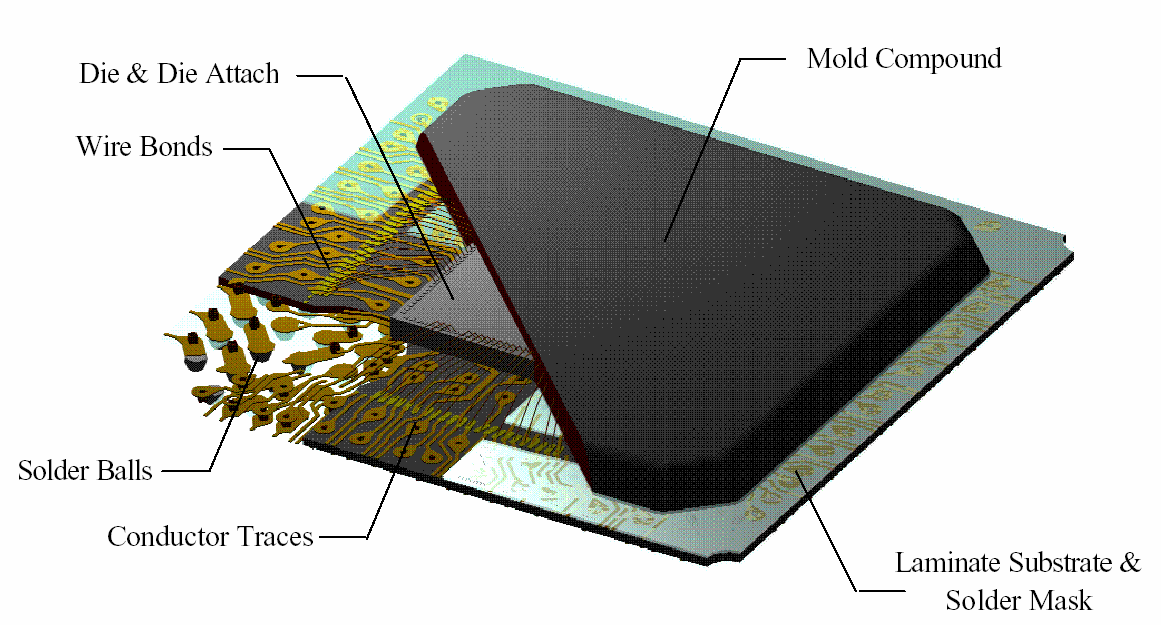 Mold Compound
Die & Die Attach
Wire Bonds
Solder Balls
Conductor Traces
Laminate Substrate &
Solder Mask